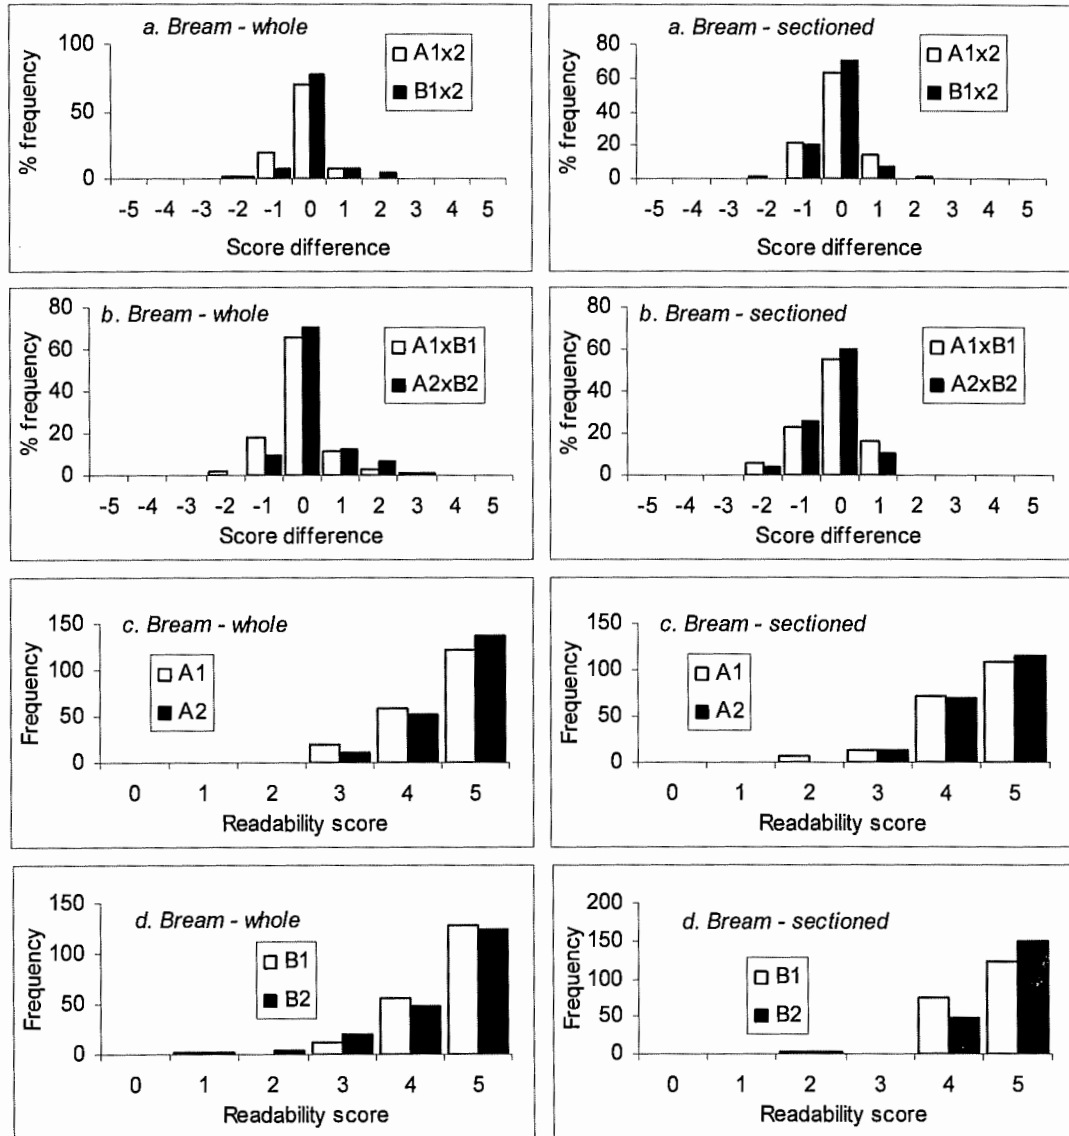 a. Bream - whole
100
50
0
% frequency
A1x2
B1x2
-5 -4 -3 -2 -1 0 1 2 3 4 5
Score difference
a. Bream - sectioned
80
60
40
20
0
% frequency
A1x2
B1x2
-5 -4 -3 -2 -1 0 1 2 3 4 5
Score difference
b. Bream - whole
80
60
40
20
0
% frequency
A1xB1
A2xB2
-5 -4 -3 -2 -1 0 1 2 3 4 5
Score difference
b. Bream - sectioned
80
60
40
20
0
% frequency
A1xB1
A2xB2
-5 -4 -3 -2 -1 0 1 2 3 4 5
Score difference
c. Bream - whole
150
100
50
0
Frequency
A1
A2
0 1 2 3 4 5
Readability score
c. Bream - sectioned
150
100
50
0
Frequency
A1
A2
0 1 2 3 4 5
Readability score
d. Bream - whole
150
100
50
0
Frequency
B1
B2
0 1 2 3 4 5
Readability score
d. Bream - sectioned
200
150
100
50
0
Frequency
B1
B2
0 1 2 3 4 5
Readability score